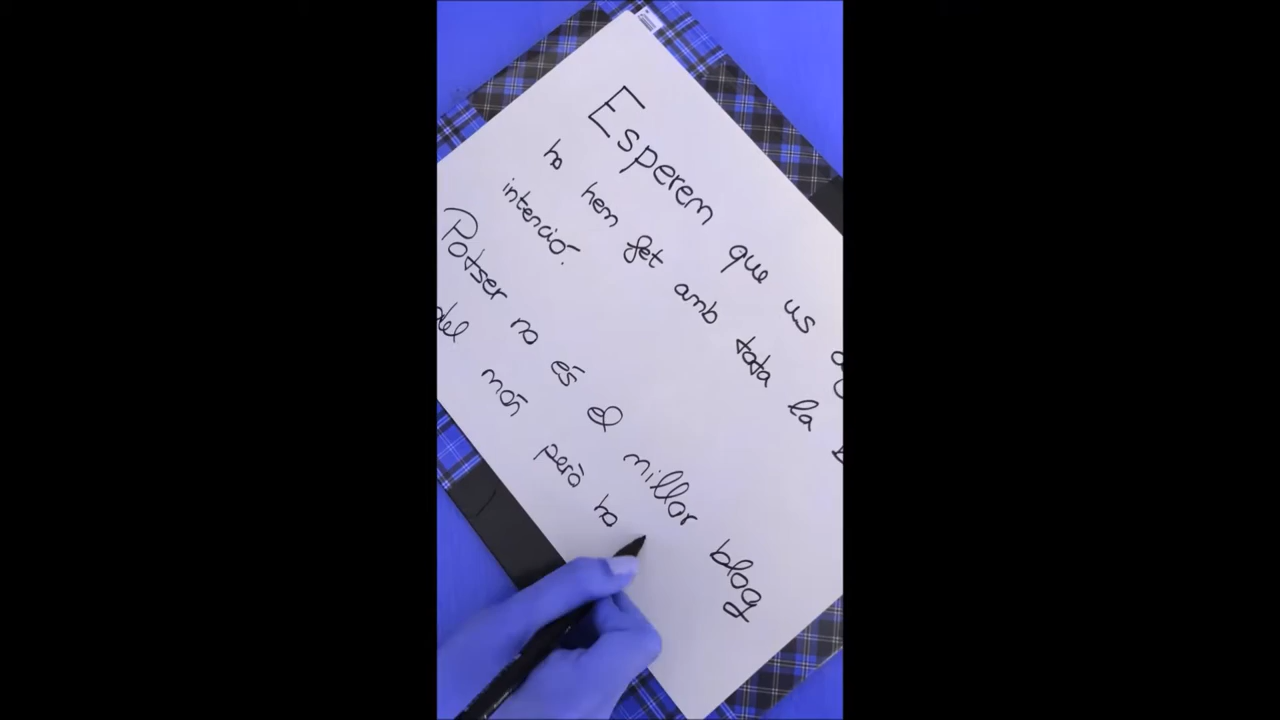 Esperem que us
ho hem fet amb tota la
intenció.
Potser no és el millor blog
del món però ho